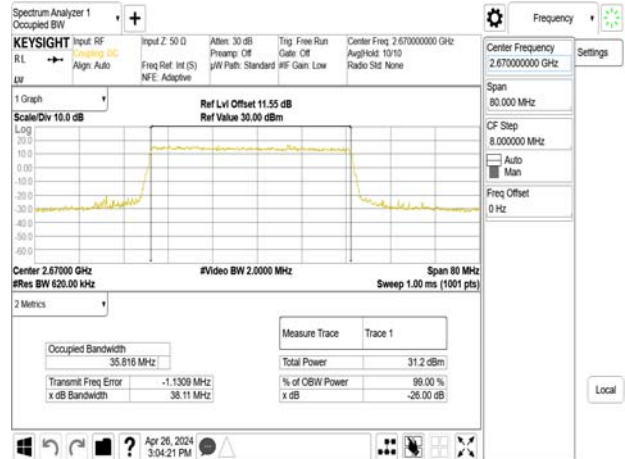 Spectrum Analyzer 1
Occupied BW
Frequency
KEYSIGHT
R L
Input: RF
Coupling: DC
Align: Auto
Input Z: 50 Ω
Freq Ref: Int (S)
NFE: Adaptive
Atten: 30 dB
Preamp: Off
µW Path: Standard
Trig: Free Run
Gate: Off
#IF Gain: Low
Center Freq: 2.670000000 GHz
Avg|Hold: 10/10
Radio Std: None
Center Frequency
2.670000000 GHz
Settings
Span
80.000 MHz
CF Step
8.000000 MHz
Auto
Man
Freq Offset
0 Hz
Local
1 Graph
Scale/Div 10.0 dB
Ref Lvl Offset 11.55 dB
Ref Value 30.00 dBm
Log
20.0
10.0
0.00
-10.0
-20.0
-30.0
-40.0
-50.0
-60.0
Center 2.67000 GHz
#Res BW 620.00 kHz
#Video BW 2.0000 MHz
Span 80 MHz
Sweep 1.00 ms (1001 pts)
2 Metrics
Measure Trace Trace 1
Occupied Bandwidth
35.816 MHz
Total Power 31.2 dBm
Transmit Freq Error -1.1309 MHz
% of OBW Power 99.00 %
x dB Bandwidth 38.11 MHz
x dB -26.00 dB
?
Apr 26, 2024
3:04:21 PM